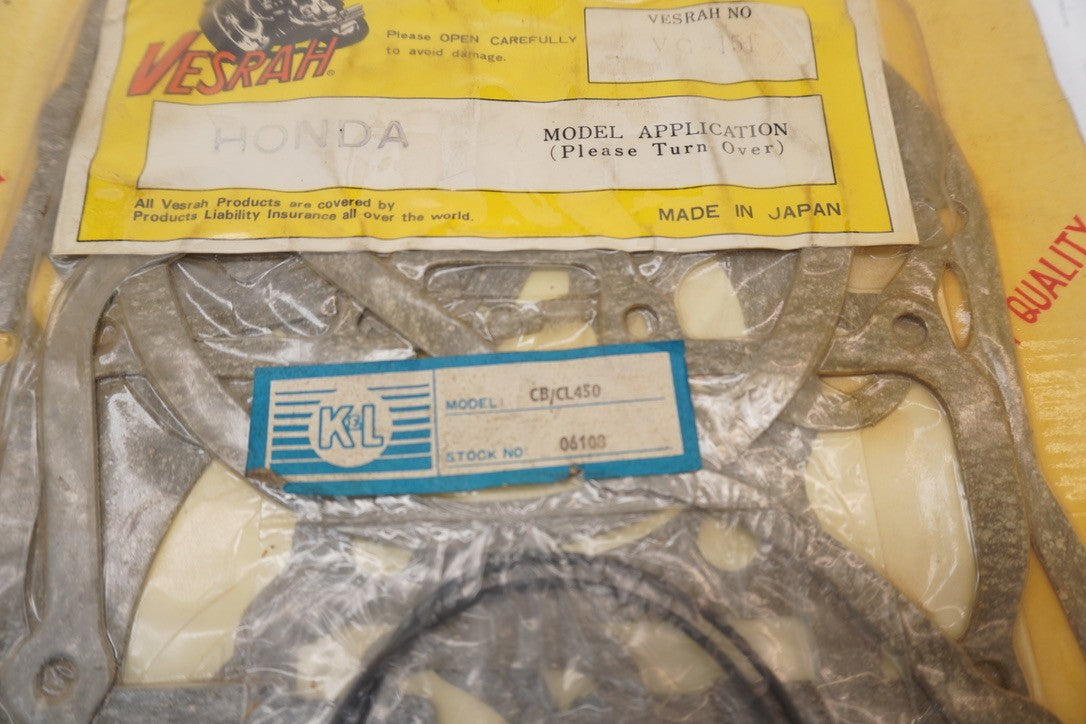 VESRAH®
Please OPEN CAREFULLY
to avoid damage.
VESRAH NO
HONDA
MODEL APPLICATION
(Please Turn Over)
All Vesrah Products are covered by
Products Liability Insurance all over the world.
MADE IN JAPAN
QUALITY
K&L
MODEL: CB/CL450
STOCK NO: 06108